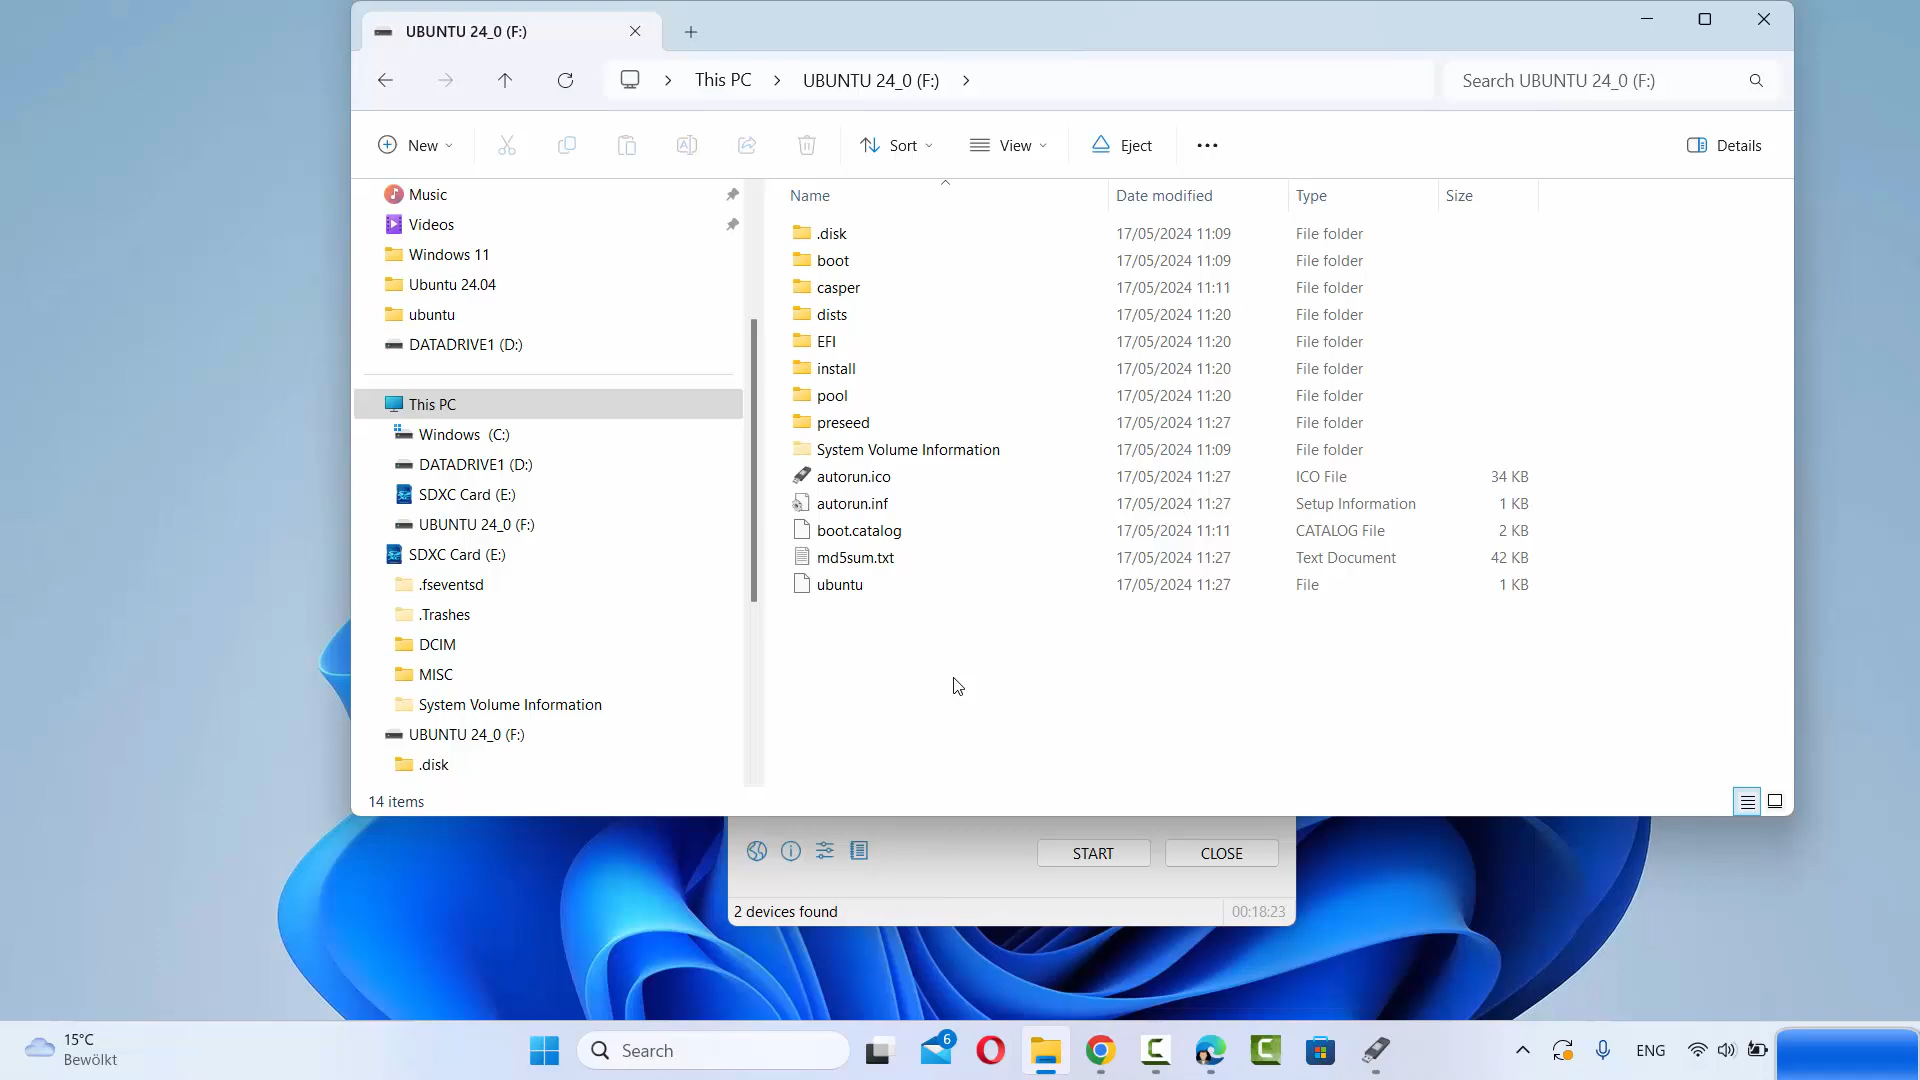 UBUNTU 24_0 (F:)
This PC
UBUNTU 24_0 (F:)
Search UBUNTU 24_0 (F:)
New
Sort
View
Eject
Details
Music
Videos
Windows 11
Ubuntu 24.04
ubuntu
DATADRIVE1 (D:)
This PC
Windows (C:)
DATADRIVE1 (D:)
SDXC Card (E:)
UBUNTU 24_0 (F:)
SDXC Card (E:)
.fseventsd
.Trashes
DCIM
MISC
System Volume Information
UBUNTU 24_0 (F:)
.disk
Name Date modified Type Size
.disk 17/05/2024 11:09 File folder
boot 17/05/2024 11:09 File folder
casper 17/05/2024 11:11 File folder
dists 17/05/2024 11:20 File folder
EFI 17/05/2024 11:20 File folder
install 17/05/2024 11:20 File folder
pool 17/05/2024 11:20 File folder
preseed 17/05/2024 11:27 File folder
System Volume Information 17/05/2024 11:09 File folder
autorun.ico 17/05/2024 11:27 ICO File 34 KB
autorun.inf 17/05/2024 11:27 Setup Information 1 KB
boot.catalog 17/05/2024 11:11 CATALOG File 2 KB
md5sum.txt 17/05/2024 11:27 Text Document 42 KB
ubuntu 17/05/2024 11:27 File 1 KB
14 items
START
CLOSE
2 devices found
00:18:23
15°C
Bewölkt
Search
6
ENG